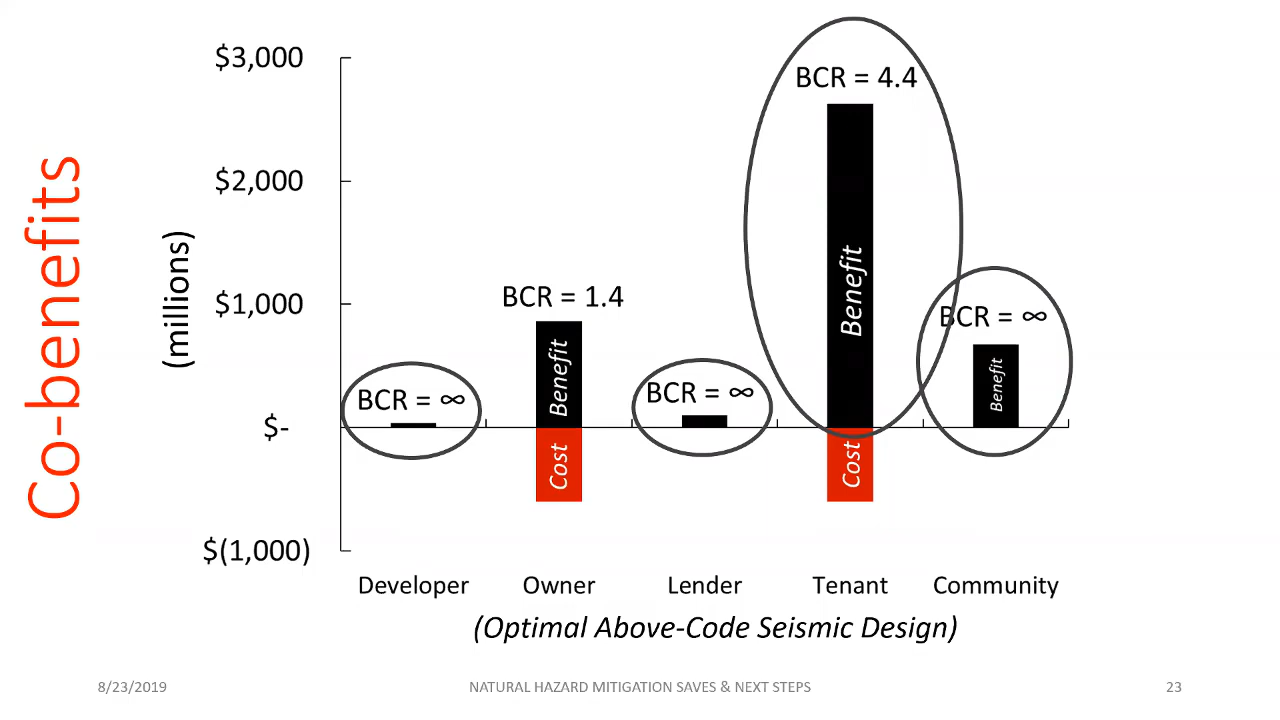 Co-benefits
(millions)
$3,000
$2,000
$1,000
$-
$(1,000)
BCR = ∞
BCR = 1.4
Benefit
Cost
BCR = ∞
BCR = 4.4
Benefit
Cost
BCR = ∞
Benefit
Developer Owner Lender Tenant Community
(Optimal Above-Code Seismic Design)
8/23/2019 NATURAL HAZARD MITIGATION SAVES & NEXT STEPS 23